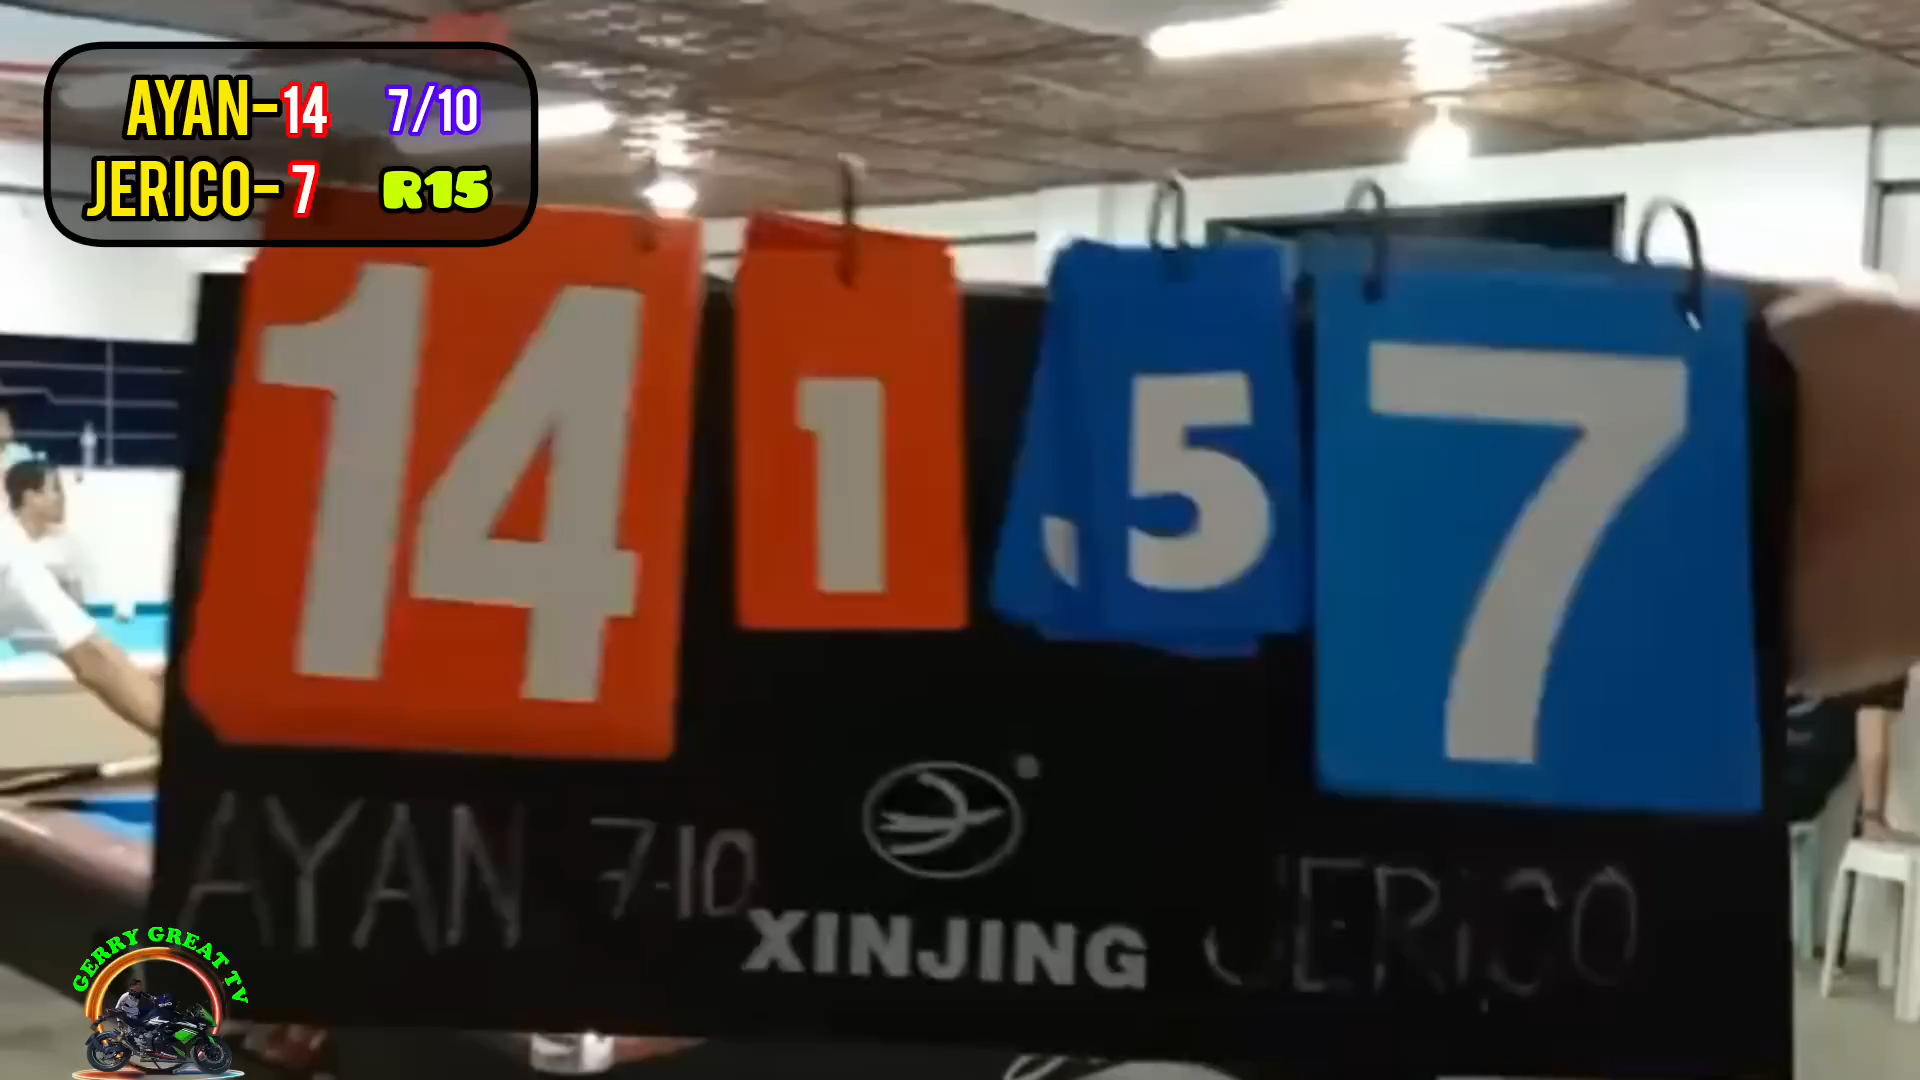 AYAN-14 7/10
JERICO-7 R15
14 1 5 7
AYAN 7-10 JERICO
XINJING
GERRY GREAT TV